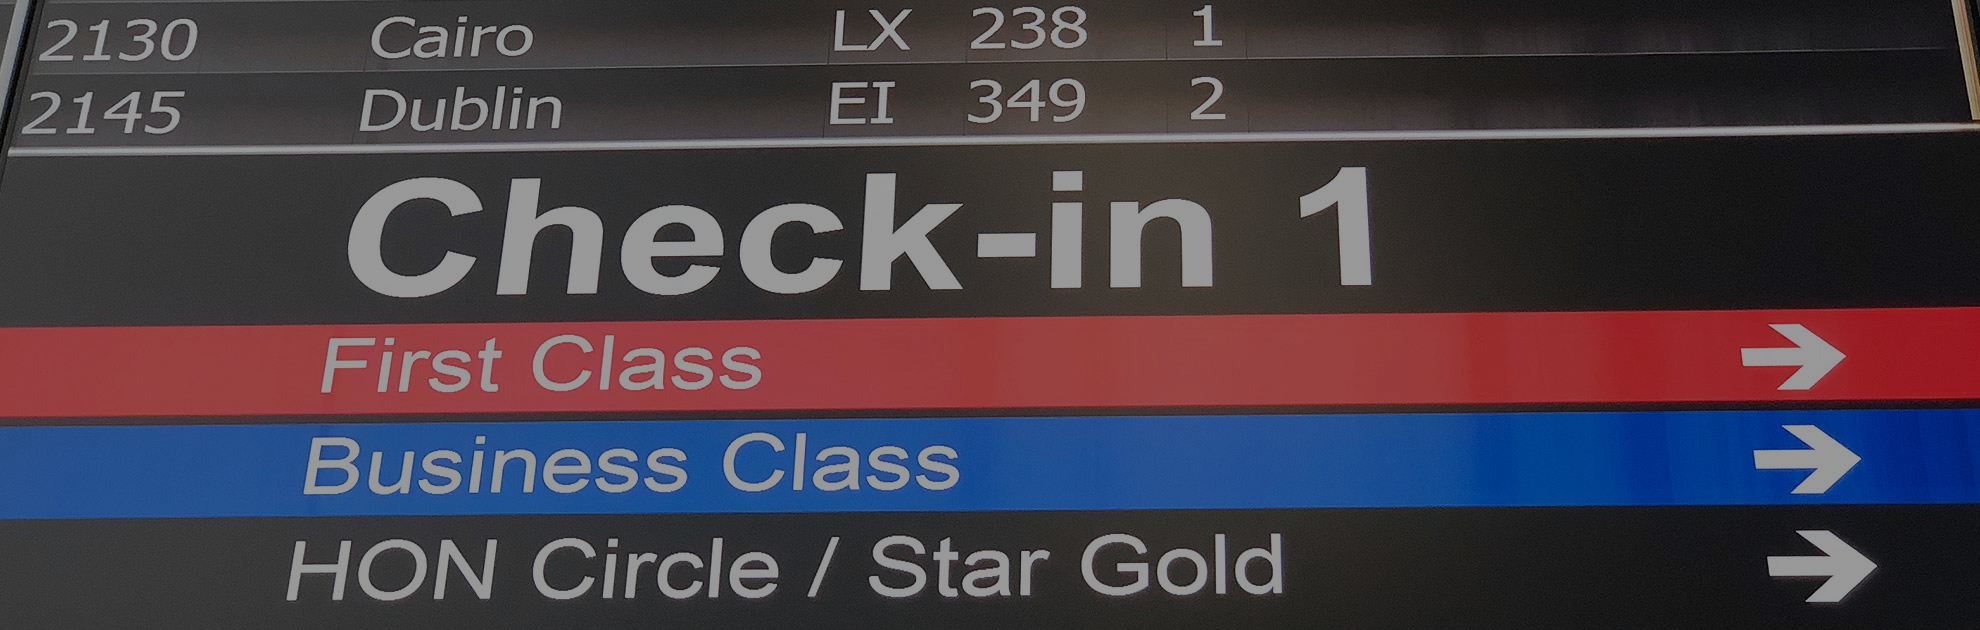 2130 Cairo LX 238 1
2145 Dublin EI 349 2
Check-in 1
First Class
Business Class
HON Circle / Star Gold